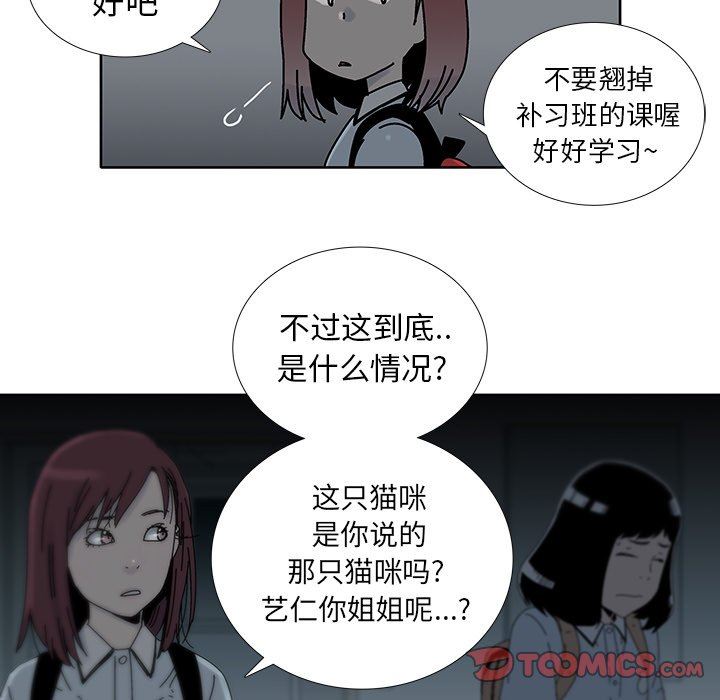 好吧
不要翘掉
补习班的课喔
好好学习~
不过这到底..
是什么情况?
这只猫咪
是你说的
那只猫咪吗?
艺仁你姐姐呢...?
TOOMICS.COM